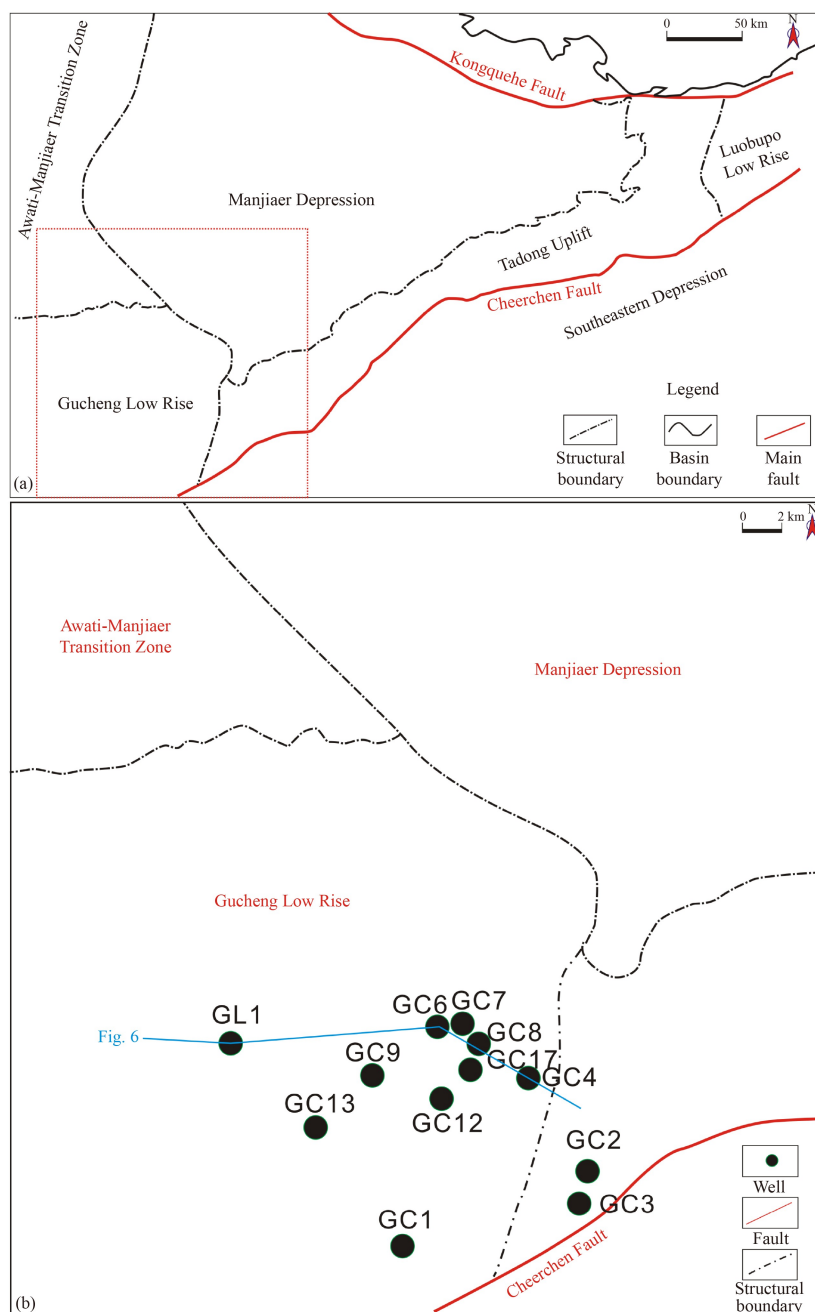 0 50 km
N
Kongquehe Fault
Awati-Manjiaer Transition Zone
Luobupo
Low Rise
Manjiaer Depression
Tadong Uplift
Cheerchen Fault
Southeastern Depression
Gucheng Low Rise
Legend
Structural
boundary
Basin
boundary
Main
fault
(a)
0 2 km
N
Awati-Manjiaer
Transition Zone
Manjiaer Depression
Gucheng Low Rise
GL1
GC6
GC7
Fig. 6
GC8
GC9
GC17
GC4
GC13
GC12
GC2
GC3
GC1
Cheerchen Fault
Well
Fault
Structural
boundary
(b)